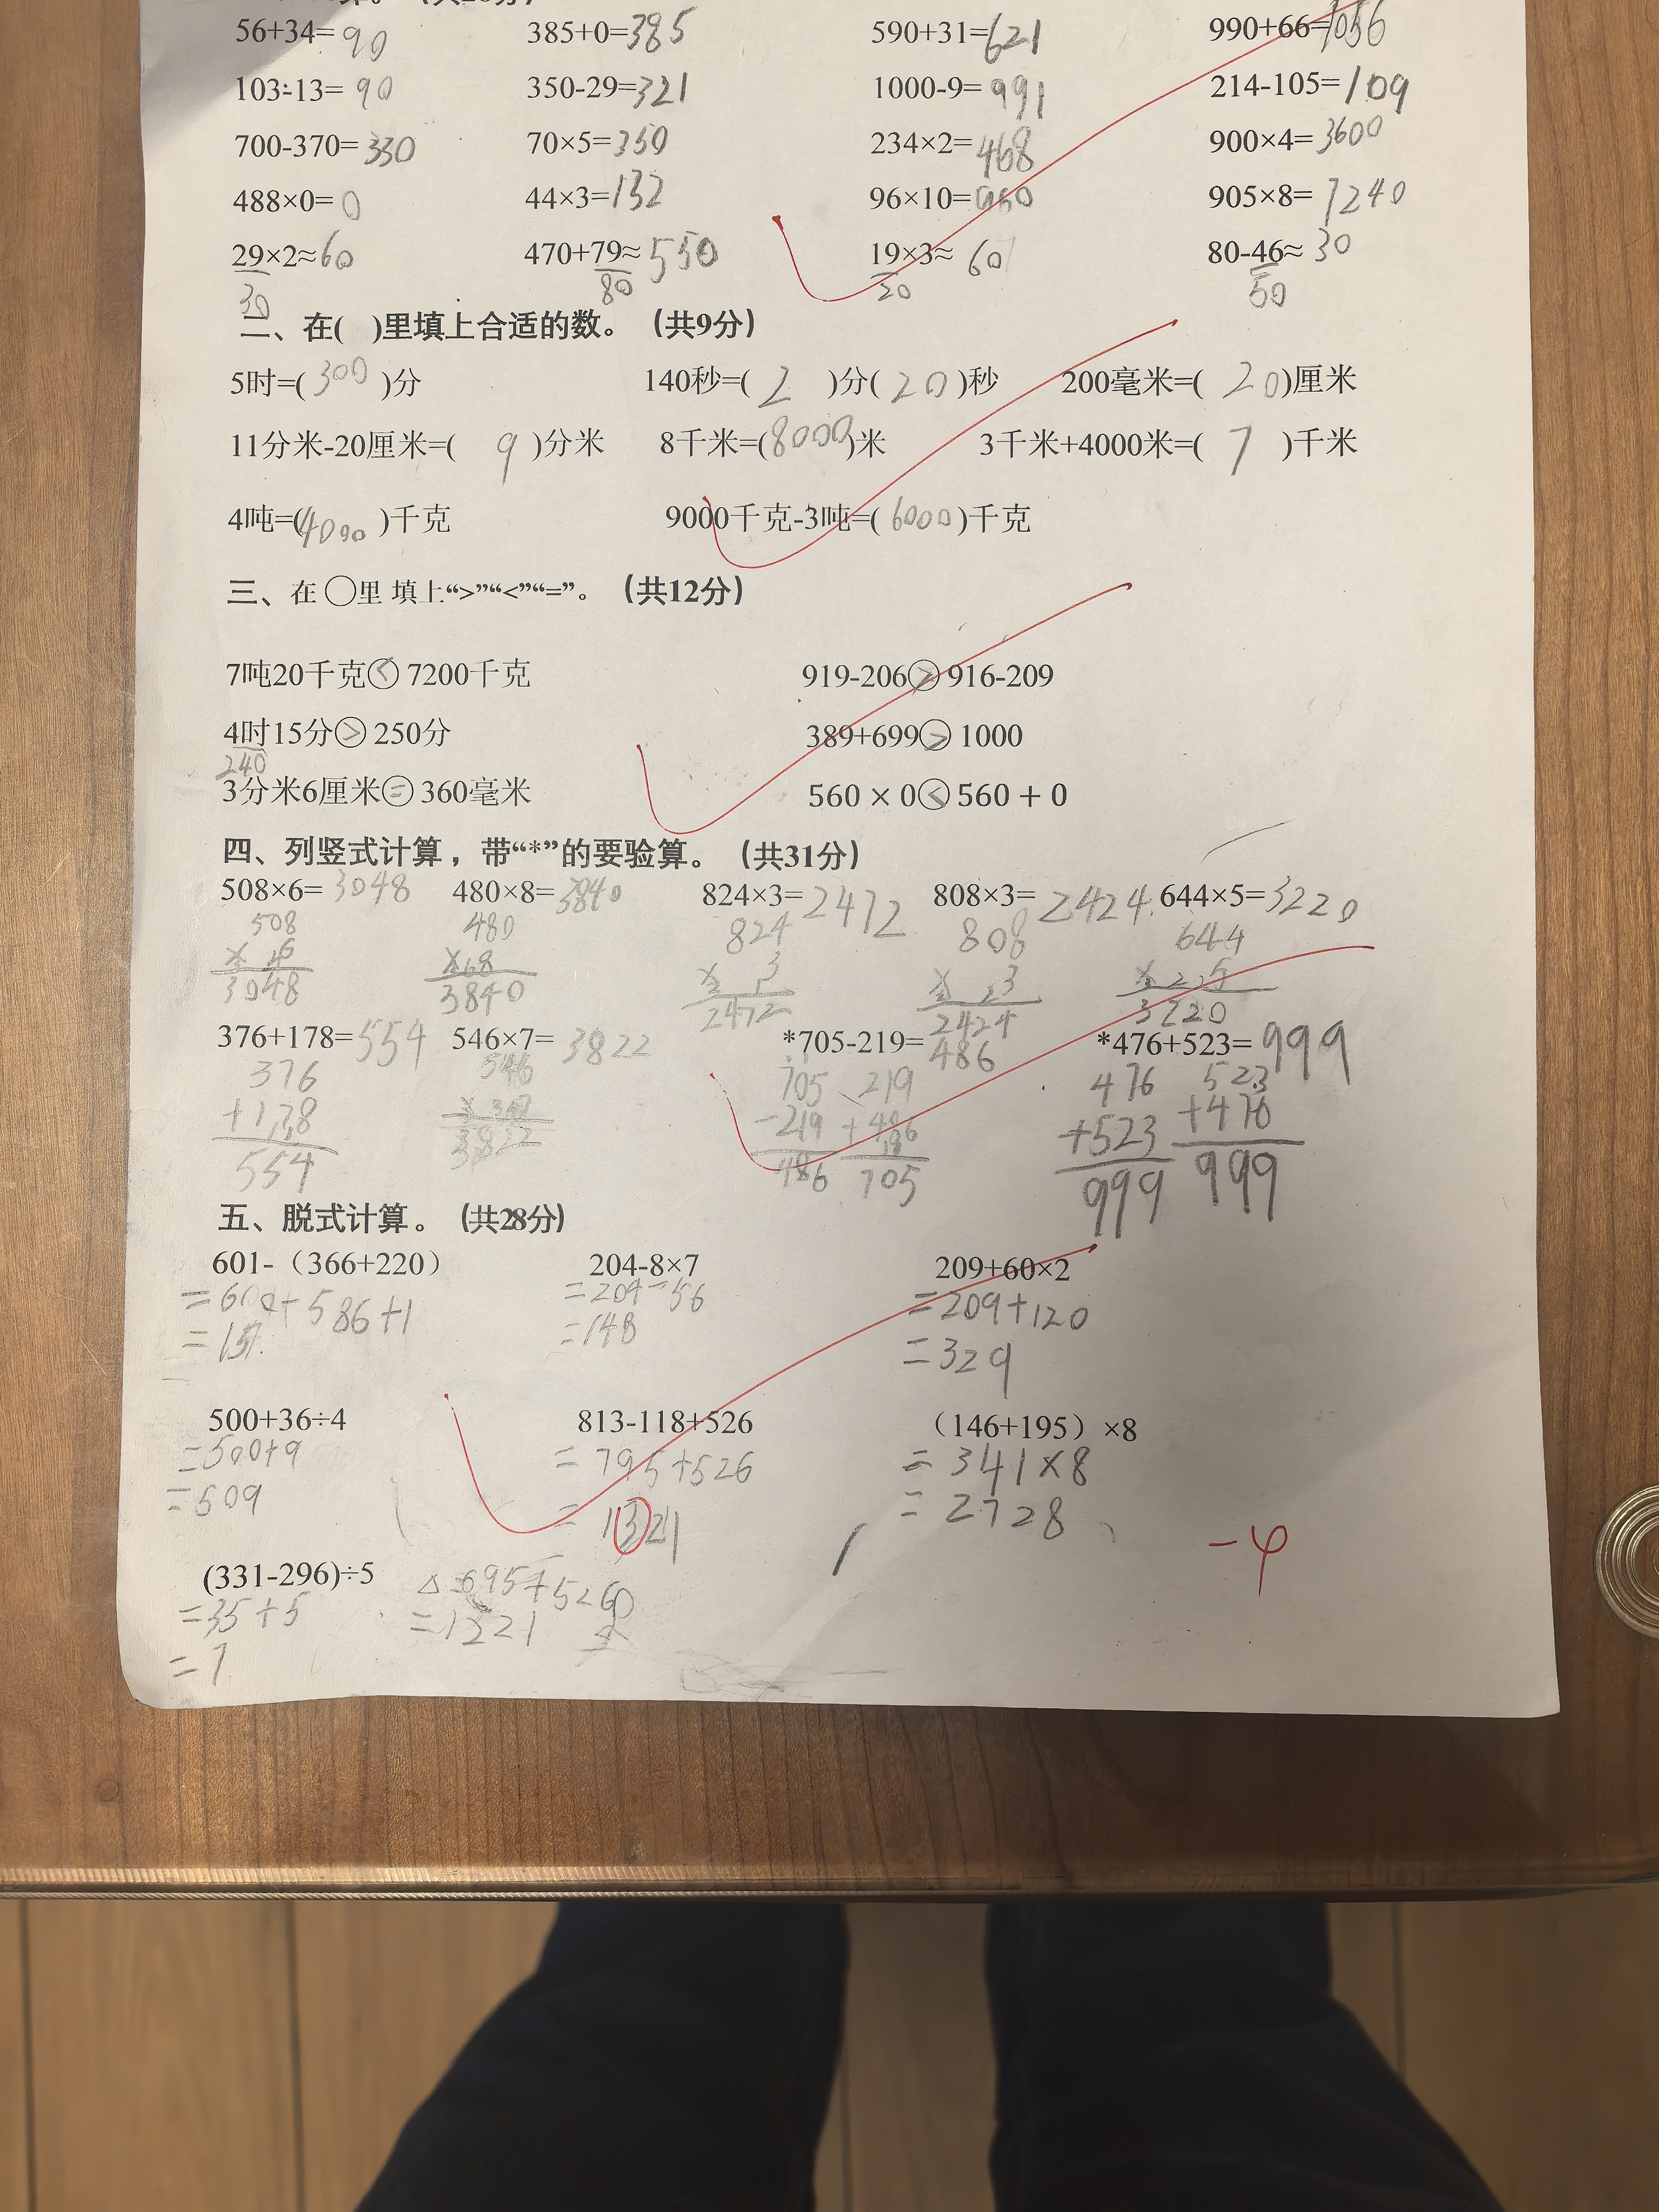 56+34=90 385+0=385 590+31=621 990+66=1056
103-13=90 350-29=321 1000-9=991 214-105=109
700-370=330 70×5=350 234×2=468 900×4=3600
488×0=0 44×3=132 96×10=960 905×8=7240
29×2≈60 470+79≈550 19×3≈60 80-46≈30
30 80 20 50
二、在( )里填上合适的数。（共9分）
5时=(300)分 140秒=(2)分(20)秒 200毫米=(20)厘米
11分米-20厘米=(9)分米 8千米=(8000)米 3千米+4000米=(7)千米
4吨=(4000)千克 9000千克-3吨=(6000)千克
三、在○里 填上“>”“<”“=”。（共12分）
7吨20千克<7200千克 919-206>916-209
4时15分>250分 389+699>1000
240
3分米6厘米=360毫米 560×0<560+0
四、列竖式计算，带“*”的要验算。（共31分）
508×6=3048 480×8=3840 824×3=2472 808×3=2424 644×5=3220
508 480 824 808 644
3048 3840 2472 2424 3220
376+178=554 546×7=3822 *705-219=486 *476+523=999
376 546 705 219 476 523
+178 -219 +486 +523 +476
554 3822 486 705 999 999
五、脱式计算。（共28分）
601-（366+220） 204-8×7 209+60×2
=204-56 =209+120
=148 =329
500+36÷4 813-118+526 （146+195）×8
=500+9 =795+526 =341×8
=509 =1321 =2728
-4
(331-296)÷5 695+526
=35÷5
=7